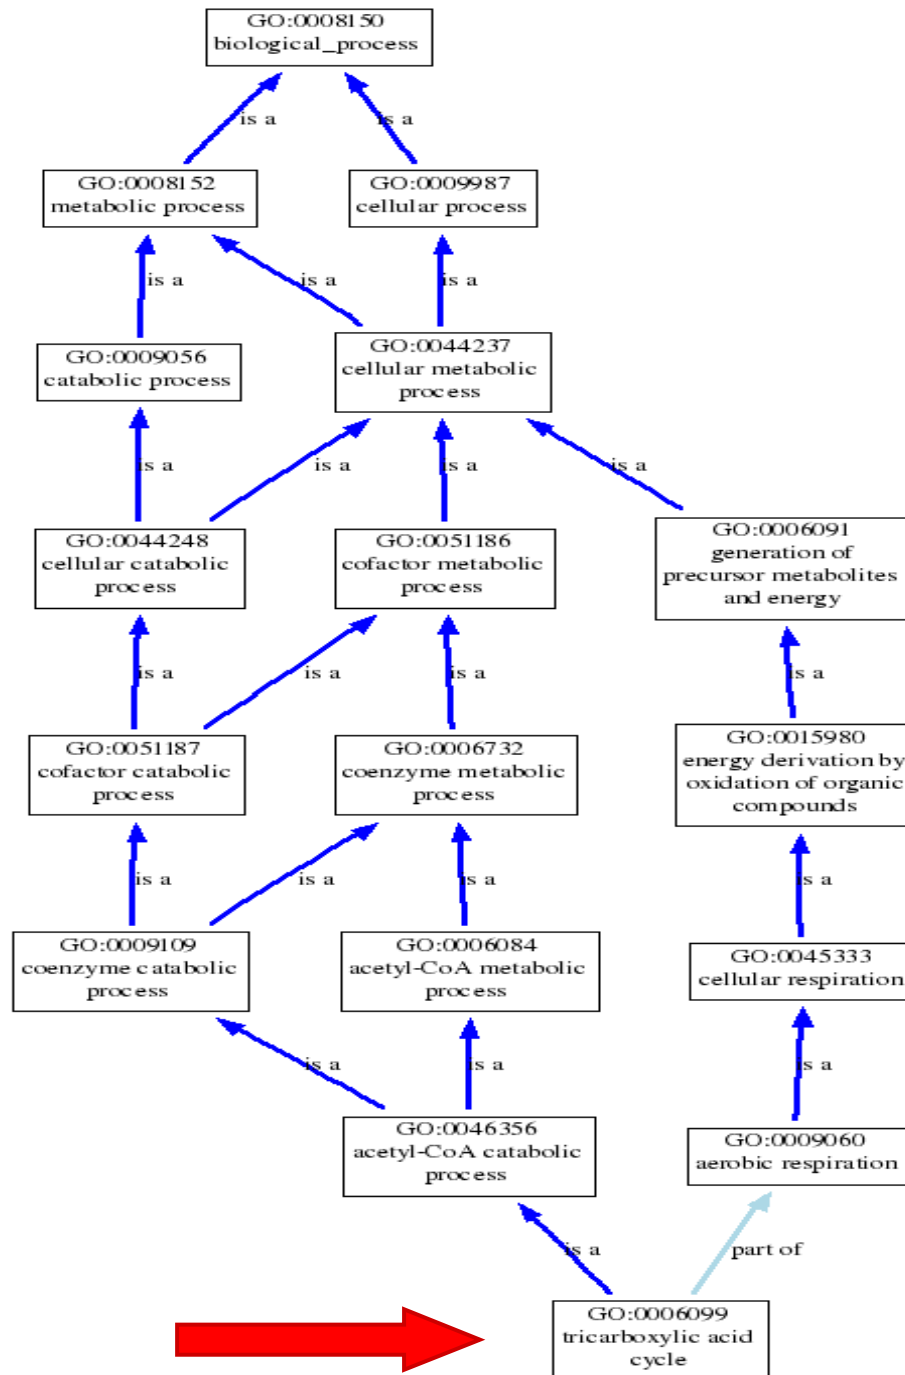 GO:0008150
biological_process
is a
is a
GO:0008152
metabolic process
GO:0009987
cellular process
is a
is a
is a
GO:0009056
catabolic process
GO:0044237
cellular metabolic
process
is a
is a
is a
is a
GO:0044248
cellular catabolic
process
GO:0051186
cofactor metabolic
process
GO:0006091
generation of
precursor metabolites
and energy
is a
is a
is a
is a
GO:0051187
cofactor catabolic
process
GO:0006732
coenzyme metabolic
process
GO:0015980
energy derivation by
oxidation of organic
compounds
is a
is a
is a
is a
GO:0009109
coenzyme catabolic
process
GO:0006084
acetyl-CoA metabolic
process
GO:0045333
cellular respiration
is a
is a
is a
GO:0046356
acetyl-CoA catabolic
process
GO:0009060
aerobic respiration
is a
part of
GO:0006099
tricarboxylic acid
cycle